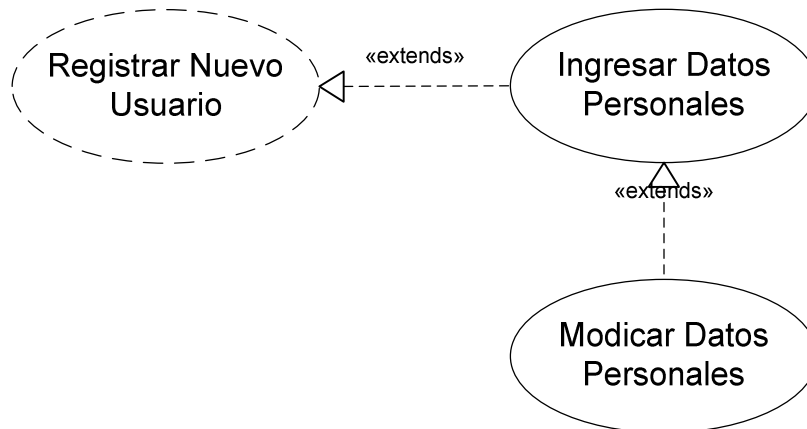 Registrar Nuevo
Usuario
«extends»
Ingresar Datos
Personales
«extends»
Modicar Datos
Personales